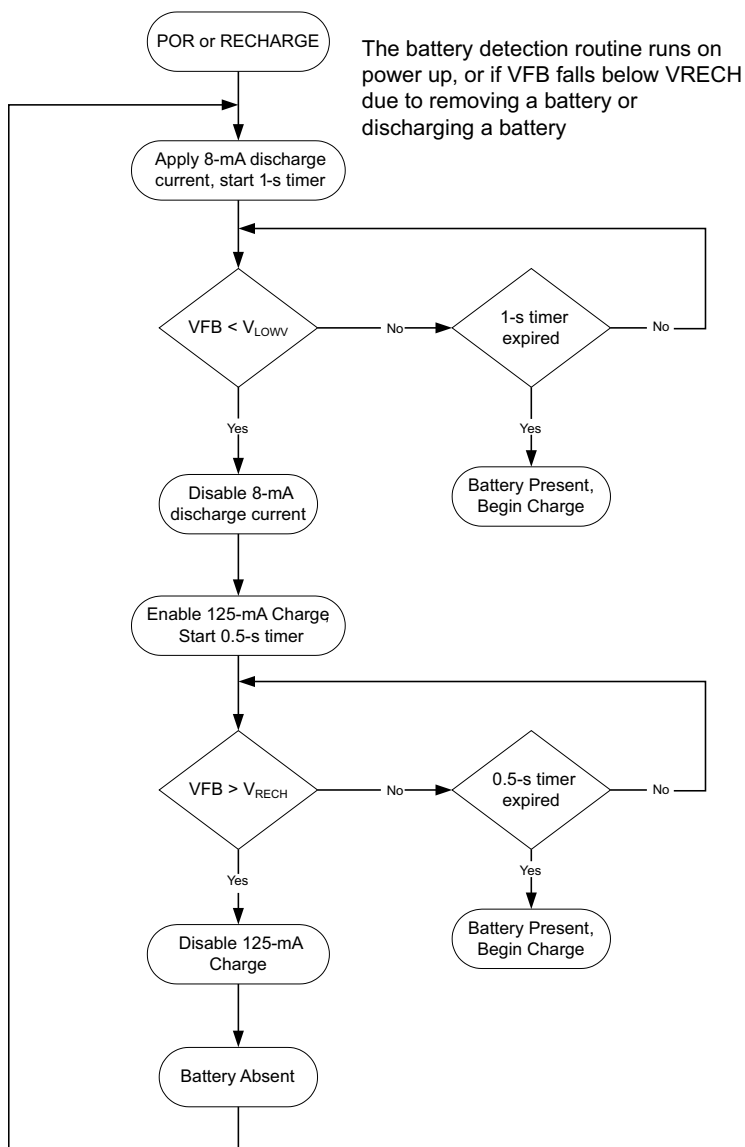 POR or RECHARGE
The battery detection routine runs on
power up, or if VFB falls below VRECH
due to removing a battery or
discharging a battery
Apply 8-mA discharge
current, start 1-s timer
VFB < VLOWV
No
1-s timer
expired
No
Yes
Yes
Disable 8-mA
discharge current
Battery Present,
Begin Charge
Enable 125-mA Charge,
Start 0.5-s timer
VFB > VRECH
No
0.5-s timer
expired
No
Yes
Yes
Disable 125-mA
Charge
Battery Present,
Begin Charge
Battery Absent